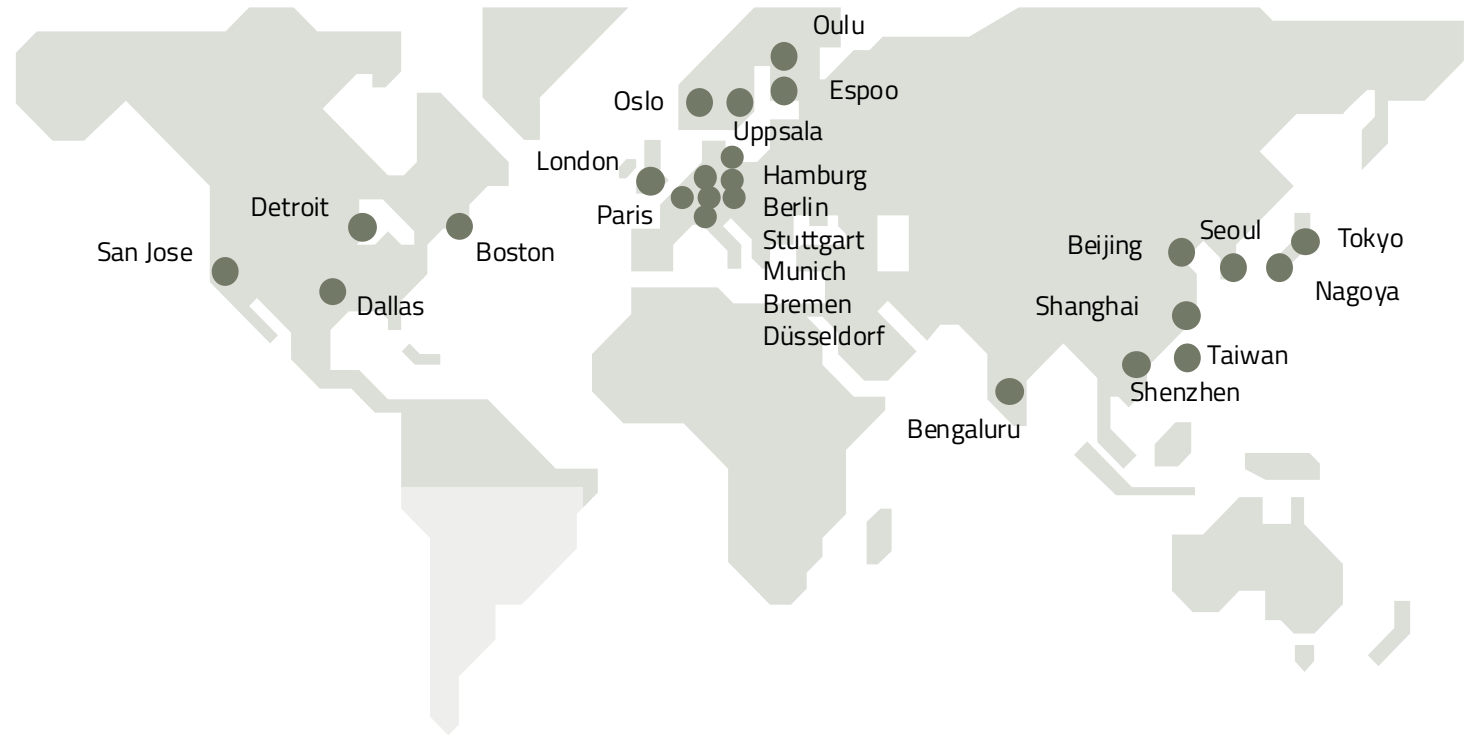 Oulu
Espoo
Oslo
Uppsala
London
Hamburg
Paris
Berlin
Stuttgart
Munich
Bremen
Düsseldorf
Detroit
San Jose
Boston
Dallas
Beijing
Seoul
Tokyo
Nagoya
Shanghai
Taiwan
Shenzhen
Bengaluru